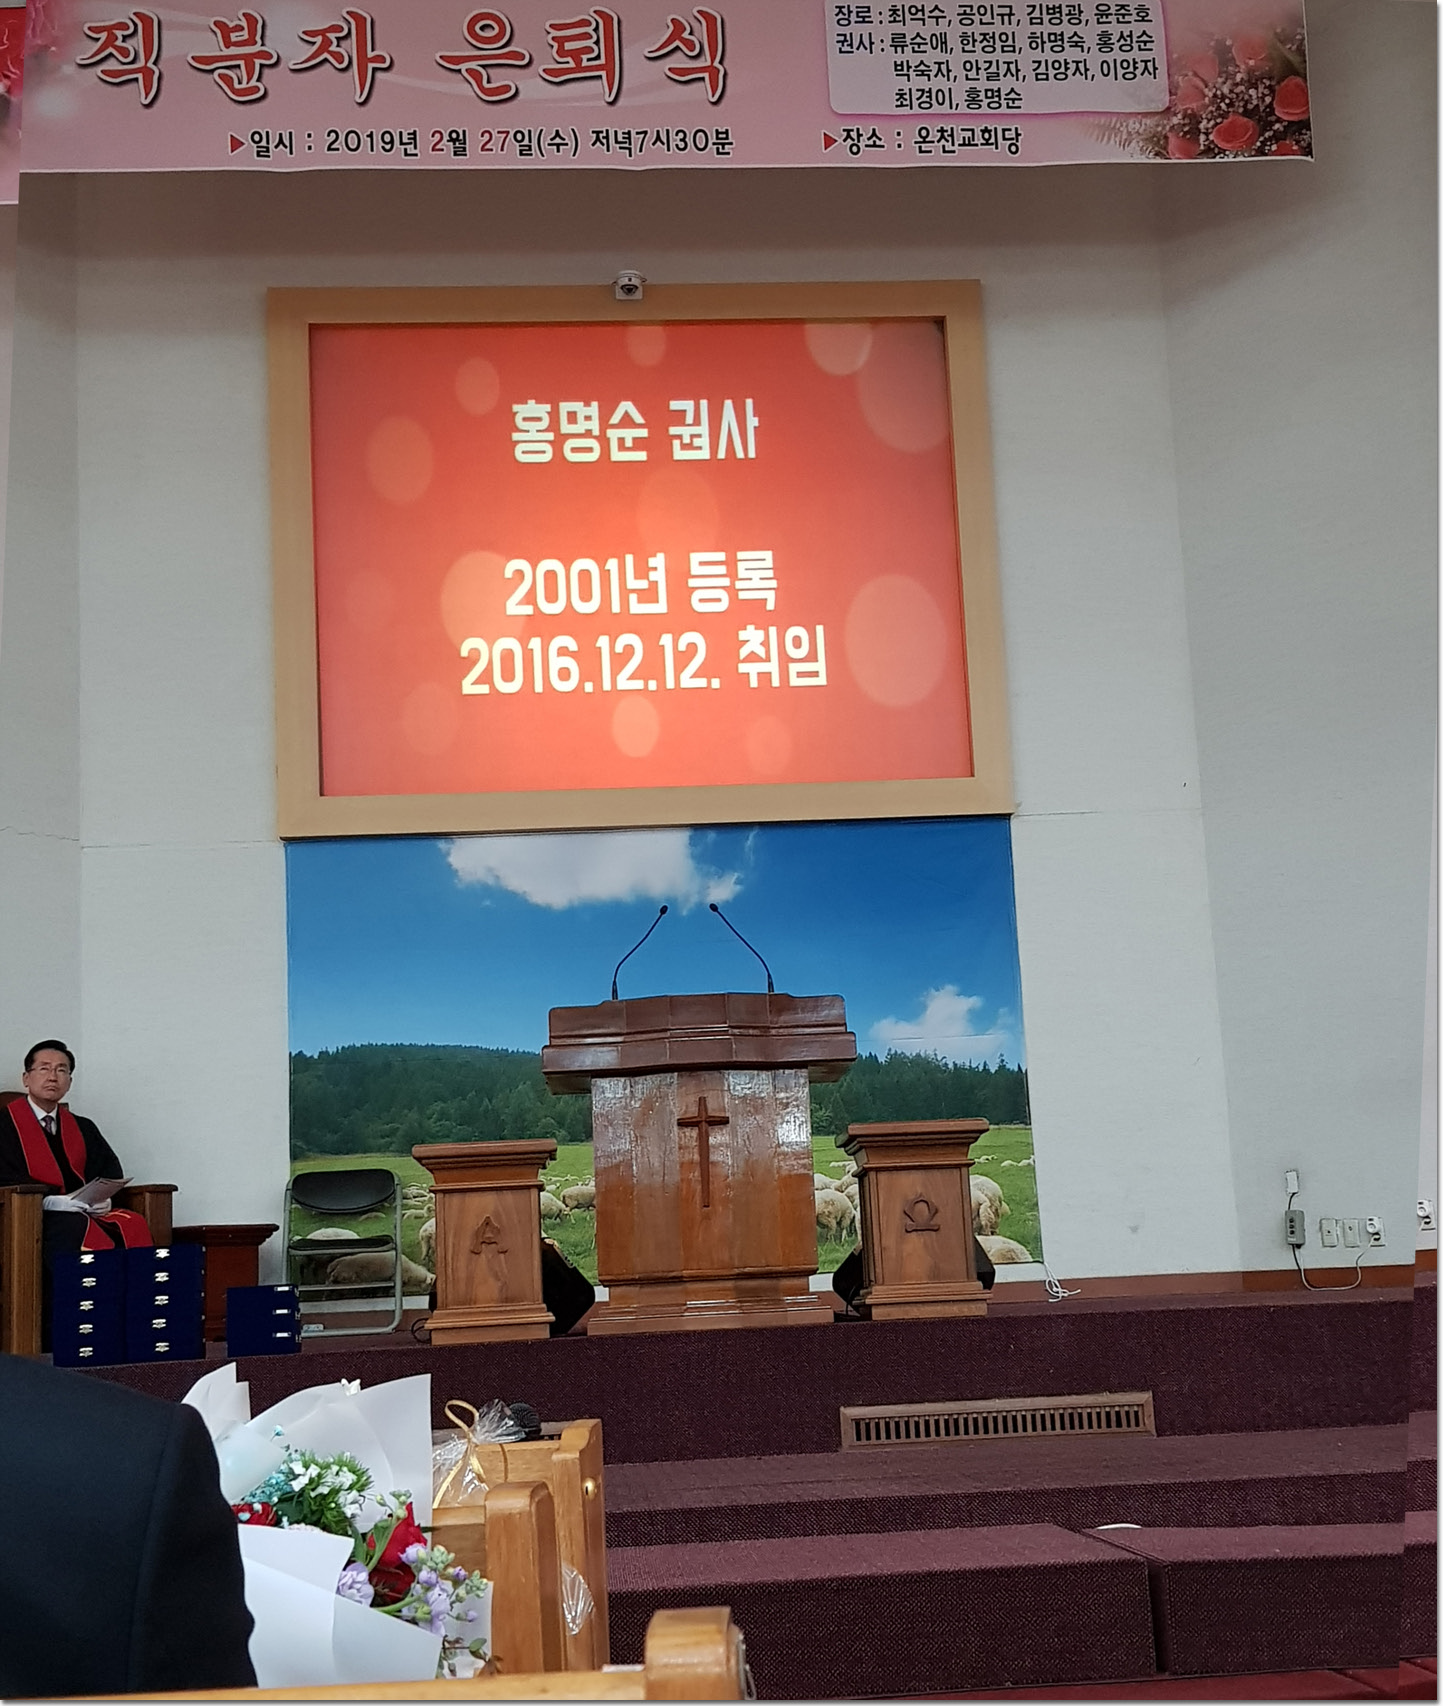 직분자 은퇴식
장로 : 최억수, 공인규, 김병광, 윤준호
권사 : 류순애, 한정임, 하명숙, 홍성순
박숙자, 안길자, 김양자, 이양자
최경이, 홍명순
▶일시 : 2019년 2월 27일(수) 저녁7시30분 ▶장소 : 온천교회당
홍명순 권사
2001년 등록
2016.12.12. 취임
A Ω